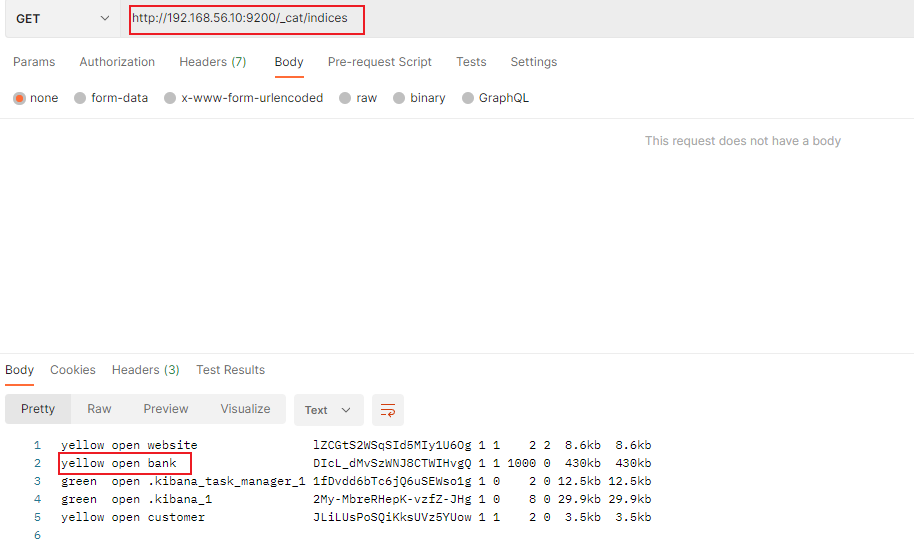 GET http://192.168.56.10:9200/_cat/indices
Params Authorization Headers (7) Body Pre-request Script Tests Settings
none form-data x-www-form-urlencoded raw binary GraphQL
This request does not have a body
Body Cookies Headers (3) Test Results
Pretty Raw Preview Visualize Text
1 yellow open website lZCGtS2WSqSId5MIy1U6Og 1 1 2 2 8.6kb 8.6kb
2 yellow open bank DIcL_dMvSzWNJ8CTWIHvgQ 1 1 1000 0 430kb 430kb
3 green open .kibana_task_manager_1 1fDvdd6bTc6jQ6uSEWso1g 1 0 2 0 12.5kb 12.5kb
4 green open .kibana_1 2My-MbreRHepK-vzfZ-JHg 1 0 8 0 29.9kb 29.9kb
5 yellow open customer JLiLUsPoSQiKksUVz5YUow 1 1 2 0 3.5kb 3.5kb
6